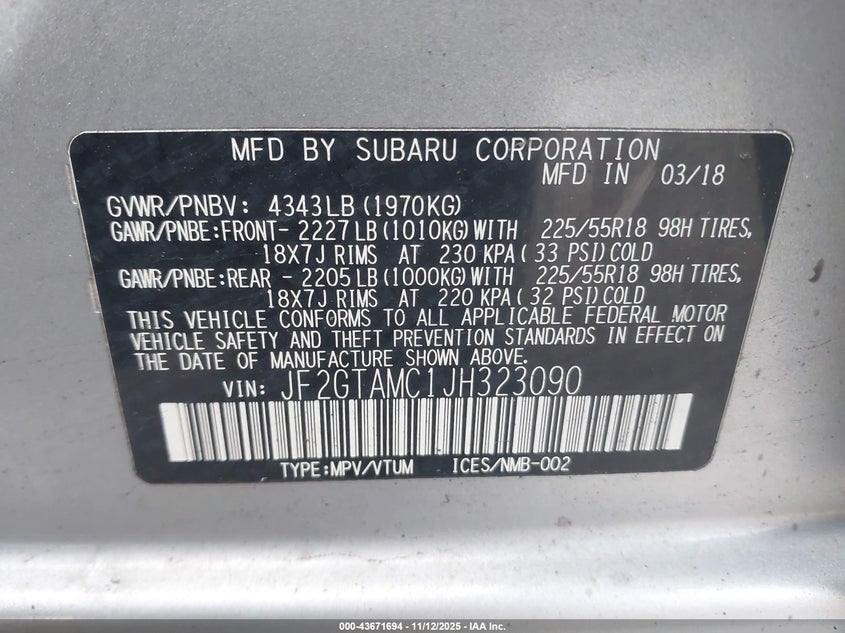 MFD BY SUBARU CORPORATION
MFD IN 03/18
GVWR/PNBV: 4343LB (1970KG)
GAWR/PNBE:FRONT- 2227LB (1010KG)WITH 225/55R18 98H TIRES,
18X7J RIMS AT 230 KPA( 33 PSI)COLD
GAWR/PNBE:REAR - 2205LB (1000KG)WITH 225/55R18 98H TIRES,
18X7J RIMS AT 220 KPA( 32 PSI)COLD
THIS VEHICLE CONFORMS TO ALL APPLICABLE FEDERAL MOTOR
VEHICLE SAFETY AND THEFT PREVENTION STANDARDS IN EFFECT ON
THE DATE OF MANUFACTURE SHOWN ABOVE.
VIN: JF2GTAMC1JH323090
TYPE:MPV/VTUM ICES/NMB-002
000-43671694 - 11/12/2025 - IAA Inc.